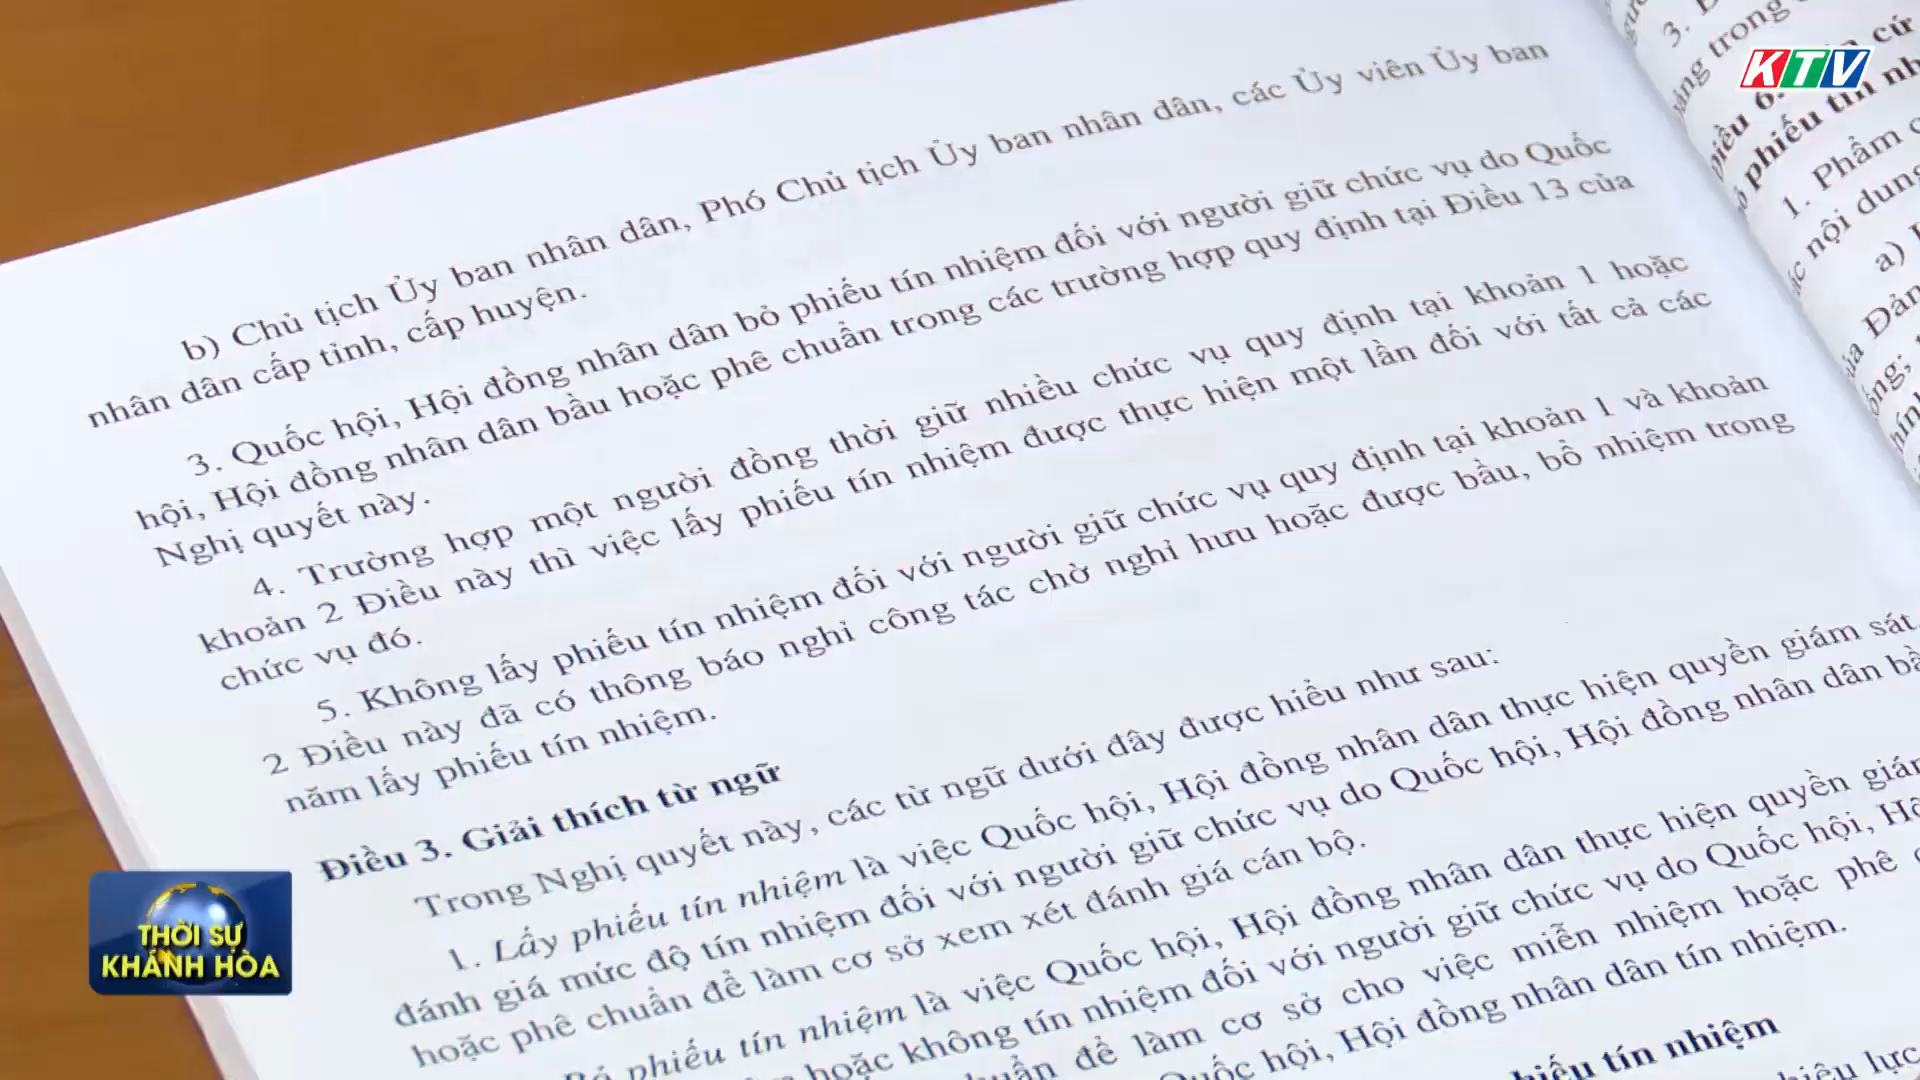 b) Chủ tịch Ủy ban nhân dân, Phó Chủ tịch Ủy ban nhân dân, các Ủy viên Ủy ban
nhân dân cấp tỉnh, cấp huyện.
3. Quốc hội, Hội đồng nhân dân bỏ phiếu tín nhiệm đối với người giữ chức vụ do Quốc
hội, Hội đồng nhân dân bầu hoặc phê chuẩn trong các trường hợp quy định tại Điều 13 của
Nghị quyết này.
4. Trường hợp một người đồng thời giữ nhiều chức vụ quy định tại khoản 1 hoặc
khoản 2 Điều này thì việc lấy phiếu tín nhiệm được thực hiện một lần đối với tất cả các
chức vụ đó.
5. Không lấy phiếu tín nhiệm đối với người giữ chức vụ quy định tại khoản 1 và khoản
2 Điều này đã có thông báo nghỉ công tác chờ nghỉ hưu hoặc được bầu, bổ nhiệm trong
năm lấy phiếu tín nhiệm.
Điều 3. Giải thích từ ngữ
Trong Nghị quyết này, các từ ngữ dưới đây được hiểu như sau:
1. Lấy phiếu tín nhiệm là việc Quốc hội, Hội đồng nhân dân thực hiện quyền giám sát,
đánh giá mức độ tín nhiệm đối với người giữ chức vụ do Quốc hội, Hội đồng nhân dân
hoặc phê chuẩn để làm cơ sở xem xét đánh giá cán bộ.
phiếu tín nhiệm là việc Quốc hội, Hội đồng nhân dân thực hiện quyền
hoặc không tín nhiệm đối với người giữ chức vụ do Quốc hội,
để làm cơ sở cho việc miễn nhiệm hoặc phê
hội, Hội đồng nhân dân tín nhiệm.
tín nhiệm
hiệu lực
3.
trong
Điều 6. cứ
phiếu tín
1. Phẩm
nội dung
a)
Đảng
KTV
THỜI SỰ
KHÁNH HÒA